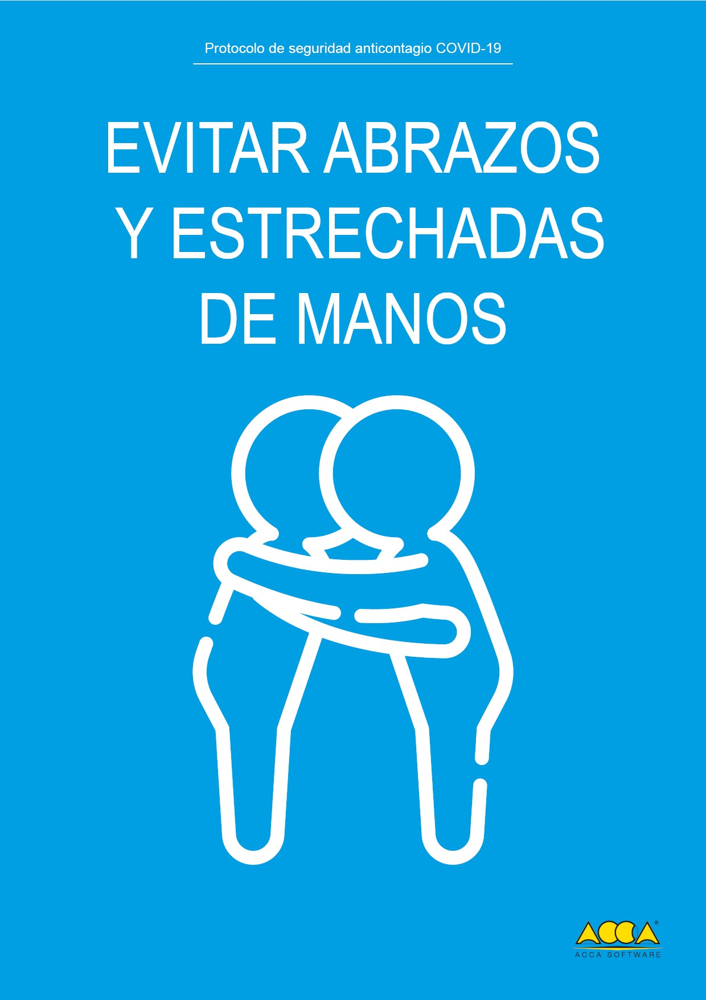 Protocolo de seguridad anticontagio COVID-19
EVITAR ABRAZOS
Y ESTRECHADAS
DE MANOS
ACCA®
ACCA SOFTWARE